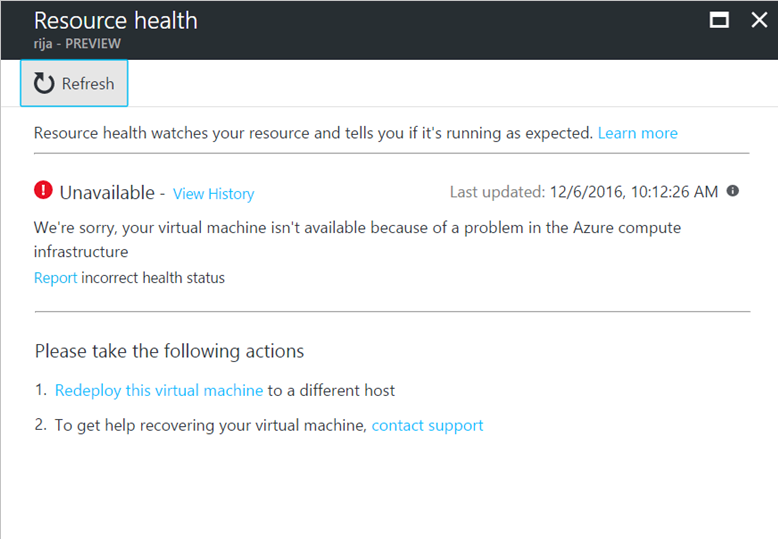 Resource health
rija - PREVIEW
Refresh
Resource health watches your resource and tells you if it's running as expected. Learn more
Unavailable - View History Last updated: 12/6/2016, 10:12:26 AM
We're sorry, your virtual machine isn't available because of a problem in the Azure compute
infrastructure
Report incorrect health status
Please take the following actions
1. Redeploy this virtual machine to a different host
2. To get help recovering your virtual machine, contact support